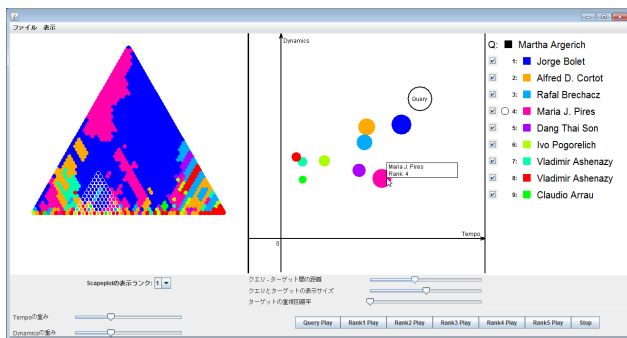 ファイル 表示
Dynamics
Query
Maria J. Pires
Rank: 4
Tempo
0
Q: Martha Argerich
1: Jorge Bolet
2: Alfred D. Cortot
3: Rafal Brechacz
4: Maria J. Pires
5: Dang Thai Son
6: Ivo Pogorelich
7: Vladimir Ashenazy
8: Vladimir Ashenazy
9: Claudio Arrau
Scapeplotの表示ランク: 1
クエリ - ターゲット間の距離
クエリとターゲットの表示サイズ
ターゲットの重複回避率
Tempoの重み
Dynamicsの重み
Query Play Rank1 Play Rank2 Play Rank3 Play Rank4 Play Rank5 Play Stop